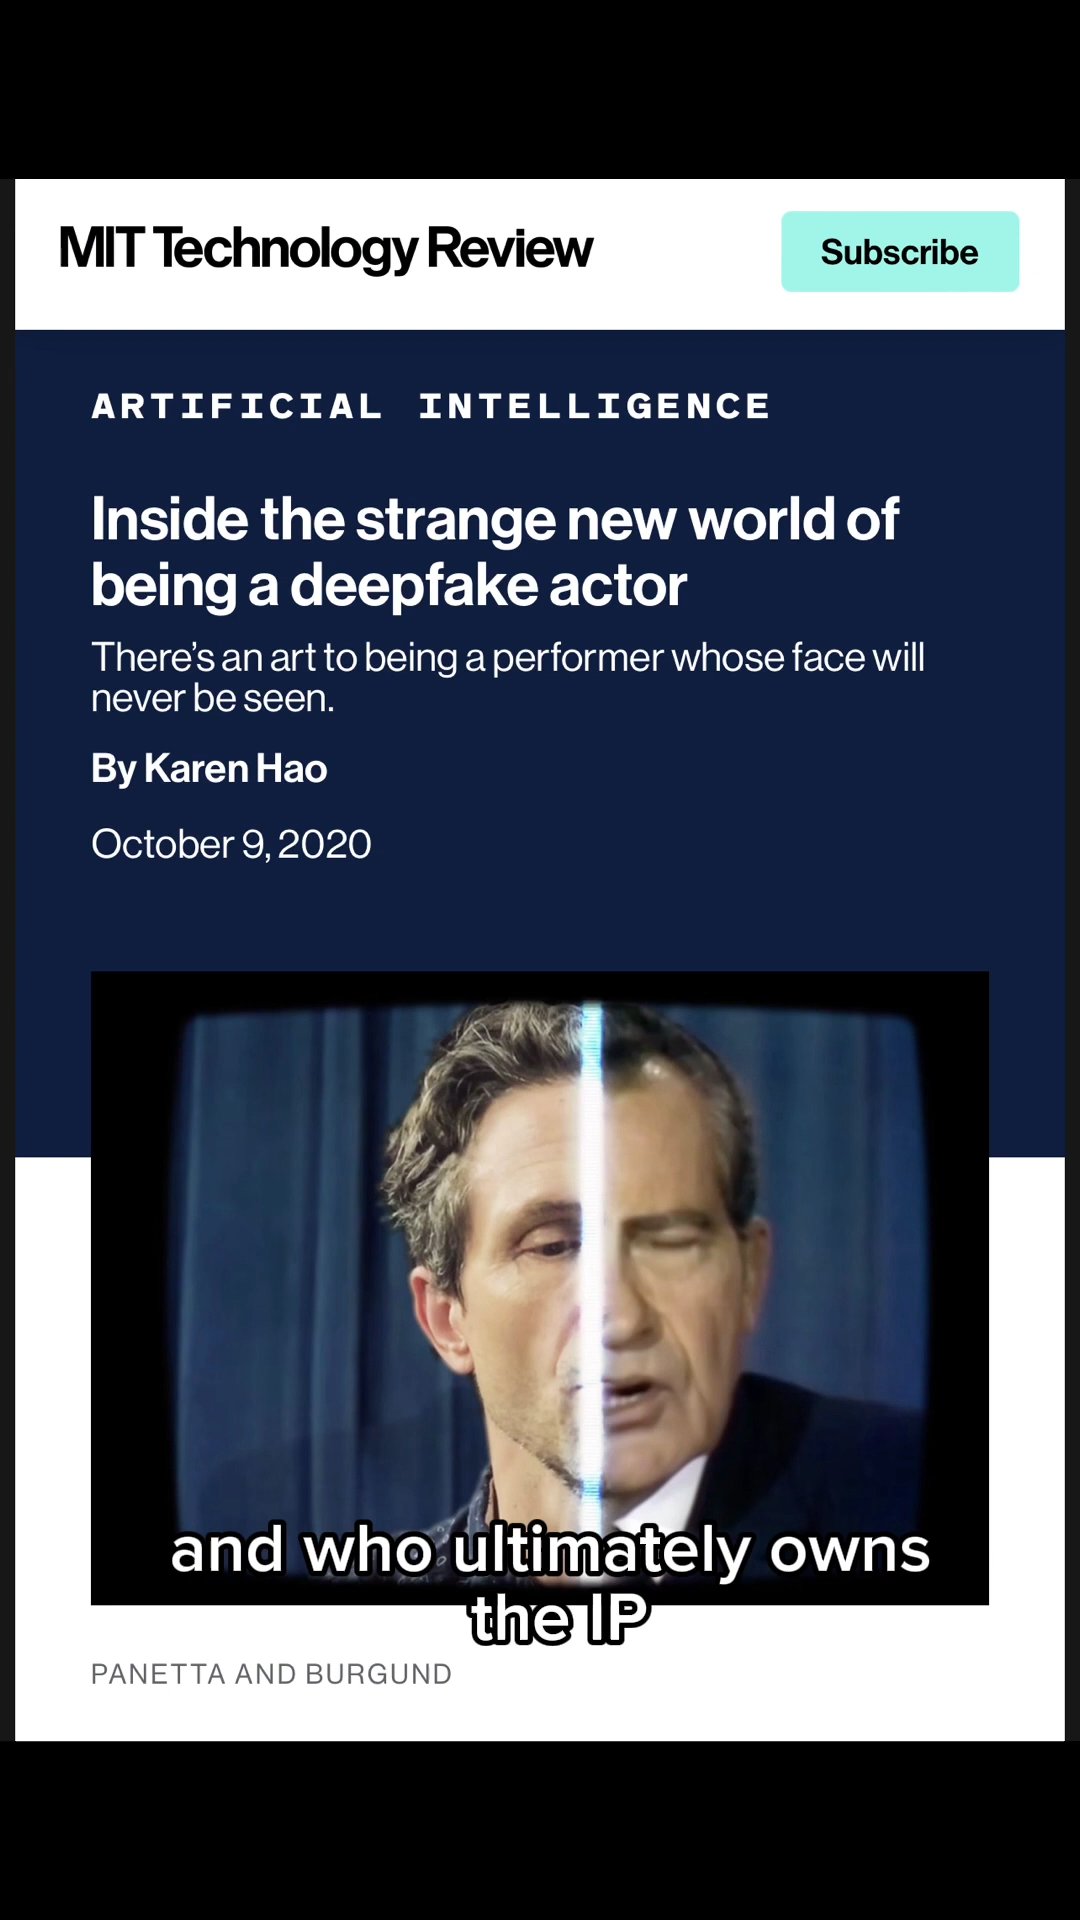 MIT Technology Review
Subscribe
ARTIFICIAL INTELLIGENCE
Inside the strange new world of
being a deepfake actor
There’s an art to being a performer whose face will
never be seen.
By Karen Hao
October 9, 2020
and who ultimately owns
the IP
PANETTA AND BURGUND